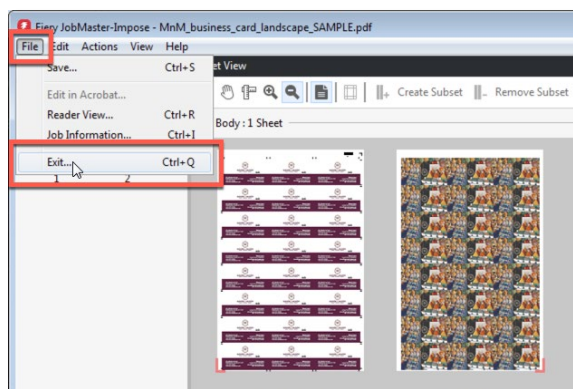 Fiery JobMaster-Impose - MnM_business_card_landscape_SAMPLE.pdf
File Edit Actions View Help
Save... Ctrl+S
et View
Edit in Acrobat...
Create Subset Remove Subset
Reader View... Ctrl+R
Body : 1 Sheet
Job Information... Ctrl+I
Exit... Ctrl+Q
1 2